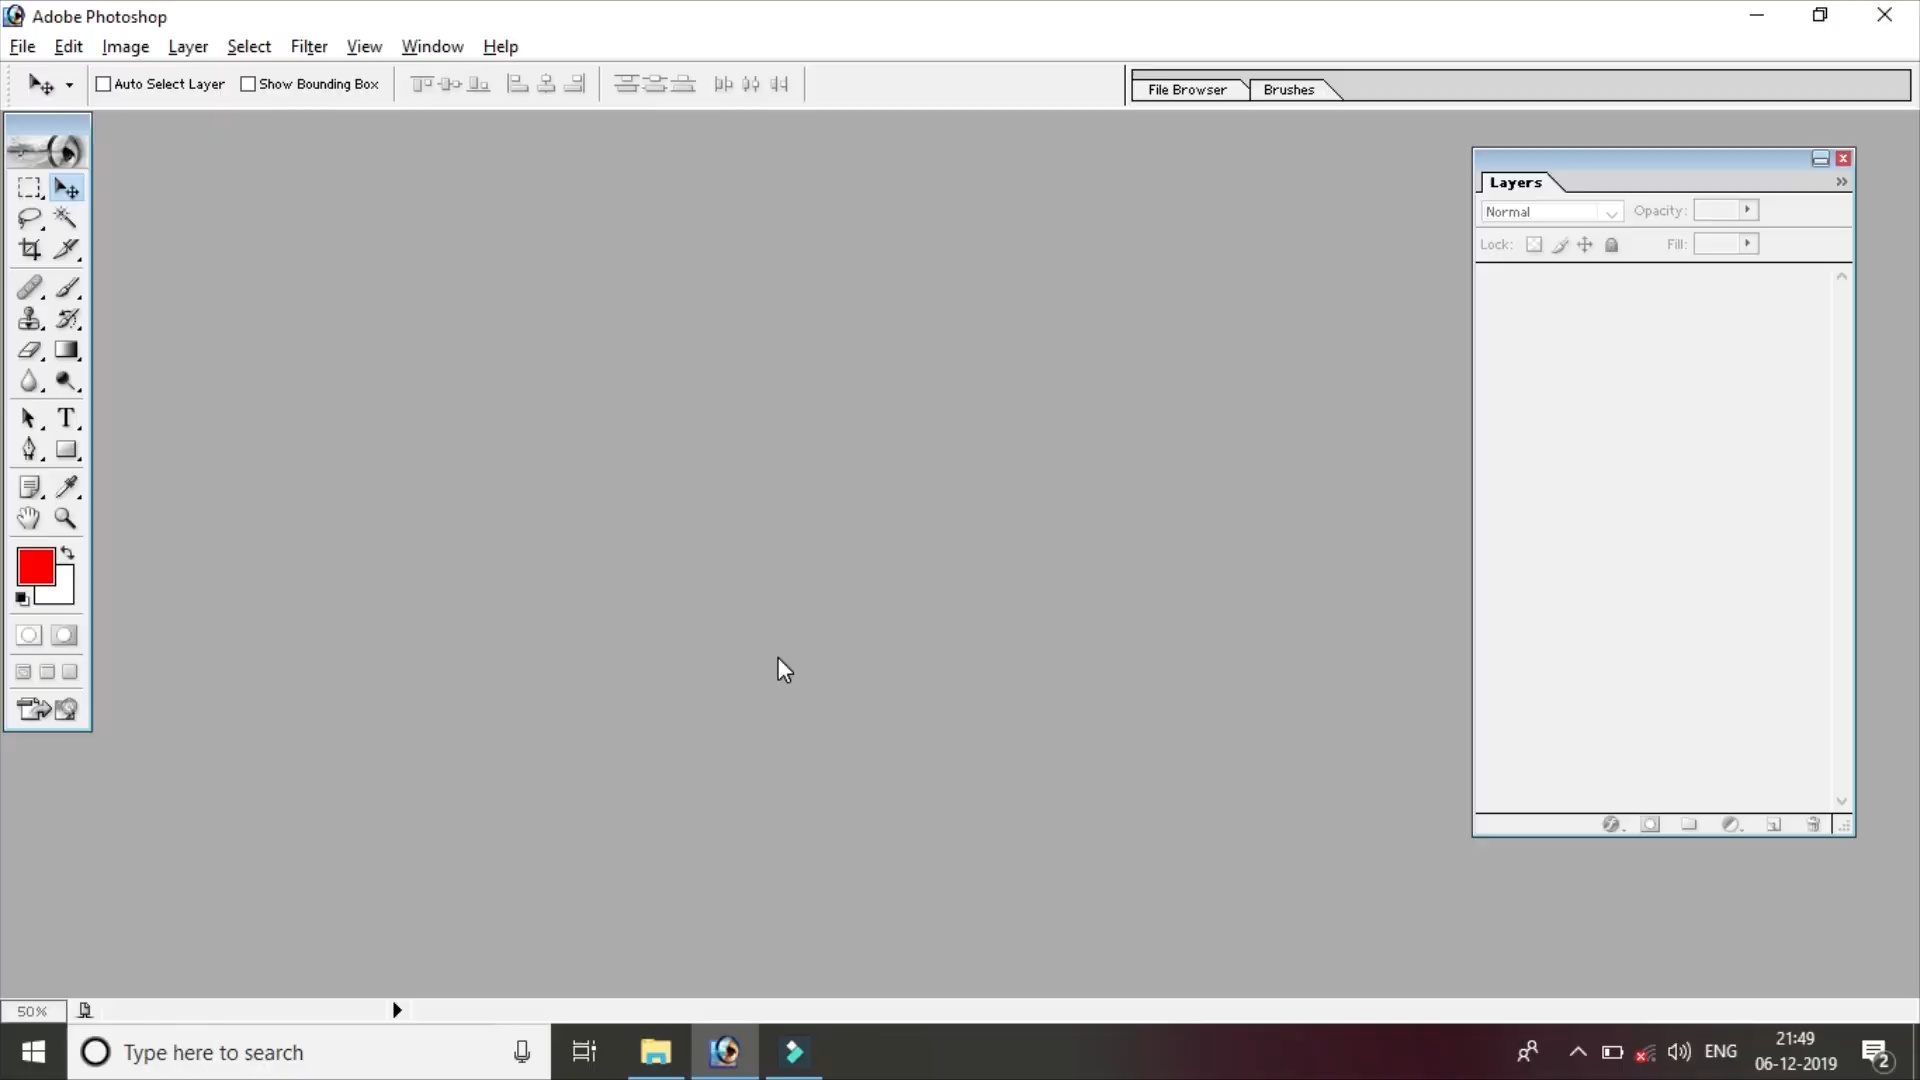 Adobe Photoshop
File Edit Image Layer Select Filter View Window Help
Auto Select Layer Show Bounding Box
File Browser Brushes
Layers
Normal Opacity:
Lock: Fill:
T
50%
Type here to search
ENG
21:49
06-12-2019
2